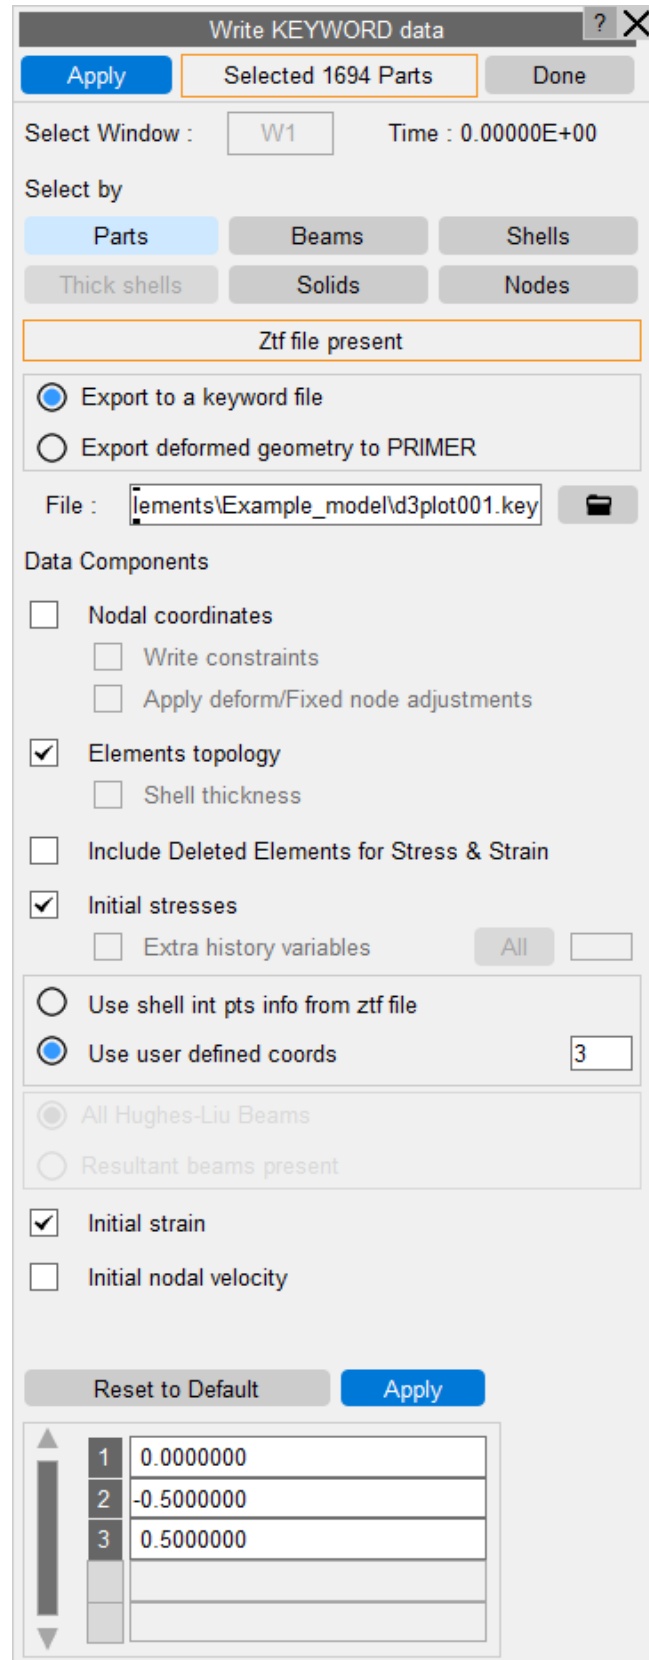 Write KEYWORD data ? X
Apply Selected 1694 Parts Done
Select Window : W1 Time : 0.00000E+00
Select by
Parts Beams Shells
Thick shells Solids Nodes
Ztf file present
Export to a keyword file
Export deformed geometry to PRIMER
File : lements\Example_model\d3plot001.key
Data Components
Nodal coordinates
Write constraints
Apply deform/Fixed node adjustments
Elements topology
Shell thickness
Include Deleted Elements for Stress & Strain
Initial stresses
Extra history variables All
Use shell int pts info from ztf file
Use user defined coords 3
All Hughes-Liu Beams
Resultant beams present
Initial strain
Initial nodal velocity
Reset to Default Apply
1 0.0000000
2 -0.5000000
3 0.5000000